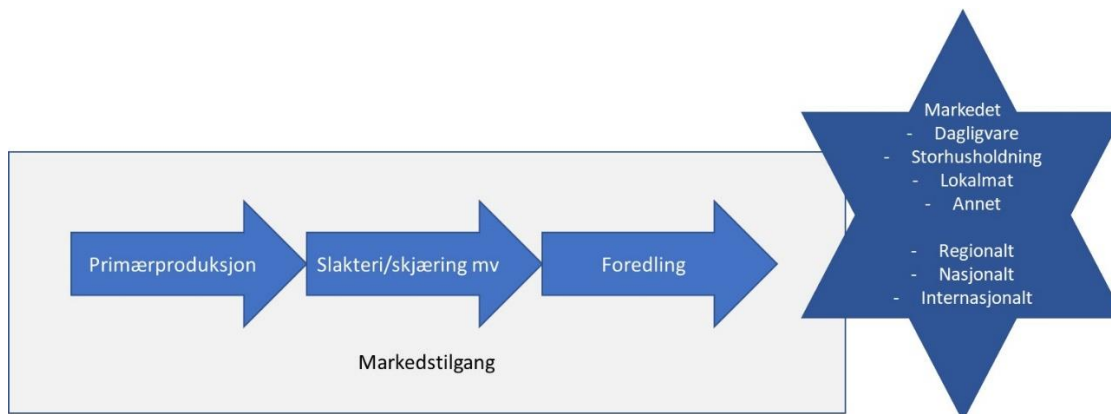 Primærproduksjon
Slakteri/skjæring mv
Foredling
Markedstilgang
Markedet
- Dagligvare
- Storhusholdning
- Lokalmat
- Annet
- Regionalt
- Nasjonalt
- Internasjonalt